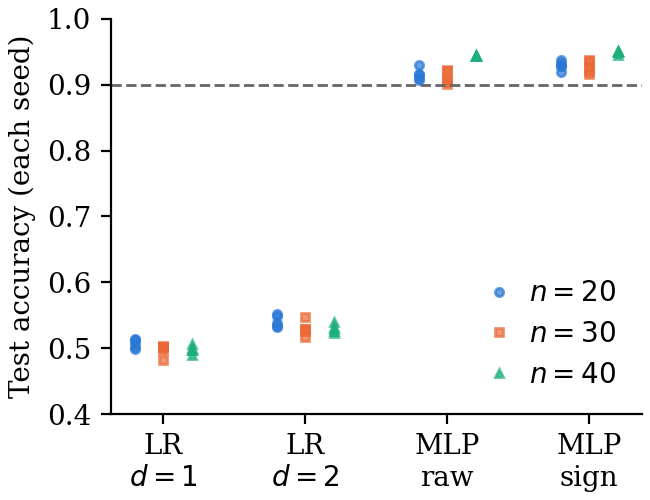 Test accuracy (each seed)
1.0
0.9
0.8
0.7
0.6
0.5
0.4
n = 20
n = 30
n = 40
LR
d = 1
LR
d = 2
MLP
raw
MLP
sign